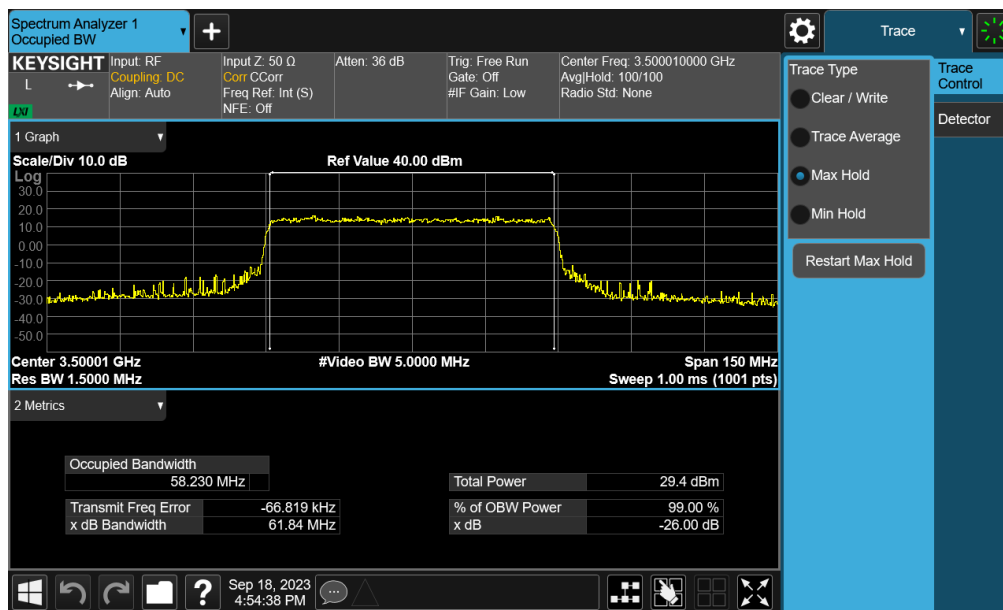 Spectrum Analyzer 1
Occupied BW
+
Trace
KEYSIGHT
L
LXI
Input: RF
Coupling: DC
Align: Auto
Input Z: 50 Ω
Corr CCorr
Freq Ref: Int (S)
NFE: Off
Atten: 36 dB
Trig: Free Run
Gate: Off
#IF Gain: Low
Center Freq: 3.500010000 GHz
Avg|Hold: 100/100
Radio Std: None
Trace Type
Clear / Write
Trace Average
Max Hold
Min Hold
Restart Max Hold
Trace
Control
Detector
1 Graph
Scale/Div 10.0 dB
Ref Value 40.00 dBm
Log
30.0
20.0
10.0
0.00
-10.0
-20.0
-30.0
-40.0
-50.0
Center 3.50001 GHz
#Video BW 5.0000 MHz
Span 150 MHz
Res BW 1.5000 MHz
Sweep 1.00 ms (1001 pts)
2 Metrics
Occupied Bandwidth
58.230 MHz
Total Power 29.4 dBm
Transmit Freq Error -66.819 kHz
% of OBW Power 99.00 %
x dB Bandwidth 61.84 MHz
x dB -26.00 dB
?
Sep 18, 2023
4:54:38 PM